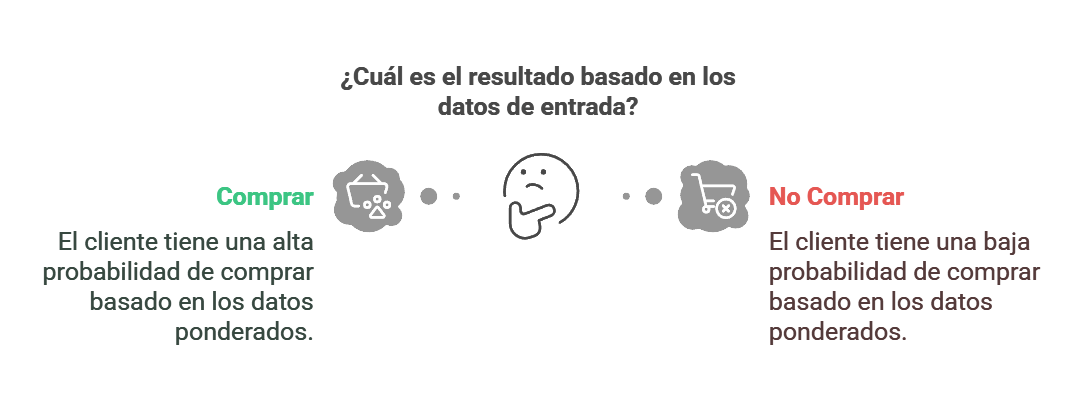 ¿Cuál es el resultado basado en los
datos de entrada?
Comprar
El cliente tiene una alta
probabilidad de comprar
basado en los datos
ponderados.
No Comprar
El cliente tiene una baja
probabilidad de comprar
basado en los datos
ponderados.